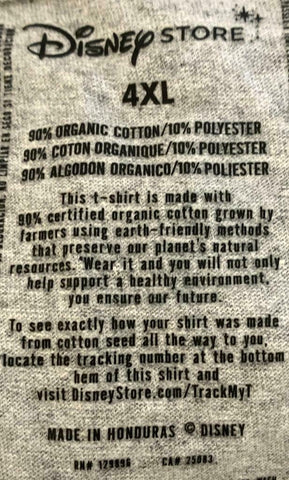 Disney STORE
4XL
90% ORGANIC COTTON/10% POLYESTER
90% COTON ORGANIQUE/10% POLYESTER
90% ALGODON ORGANICO/10% POLIESTER
This t-shirt is made with
90% certified organic cotton grown by
farmers using earth-friendly methods
that preserve our planet's natural
resources. Wear it and you will not only
help support a healthy environment,
you ensure our future.
To see exactly how your shirt was made
from cotton seed all the way to you,
locate the tracking number at the bottom
hem of this shirt and
visit DisneyStore.com/TrackMyT
MADE IN HONDURAS © DISNEY
RN# 129696 CA# 25083